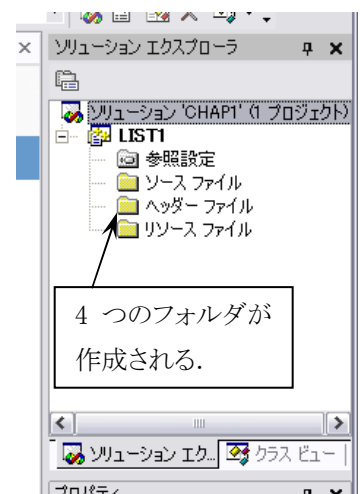 ソリューション エクスプローラ
ソリューション 'CHAP1' (1 プロジェクト)
LIST1
参照設定
ソース ファイル
ヘッダー ファイル
リソース ファイル
4 つのフォルダが
作成される.
ソリューション エク...
クラス ビュー
プロパティ